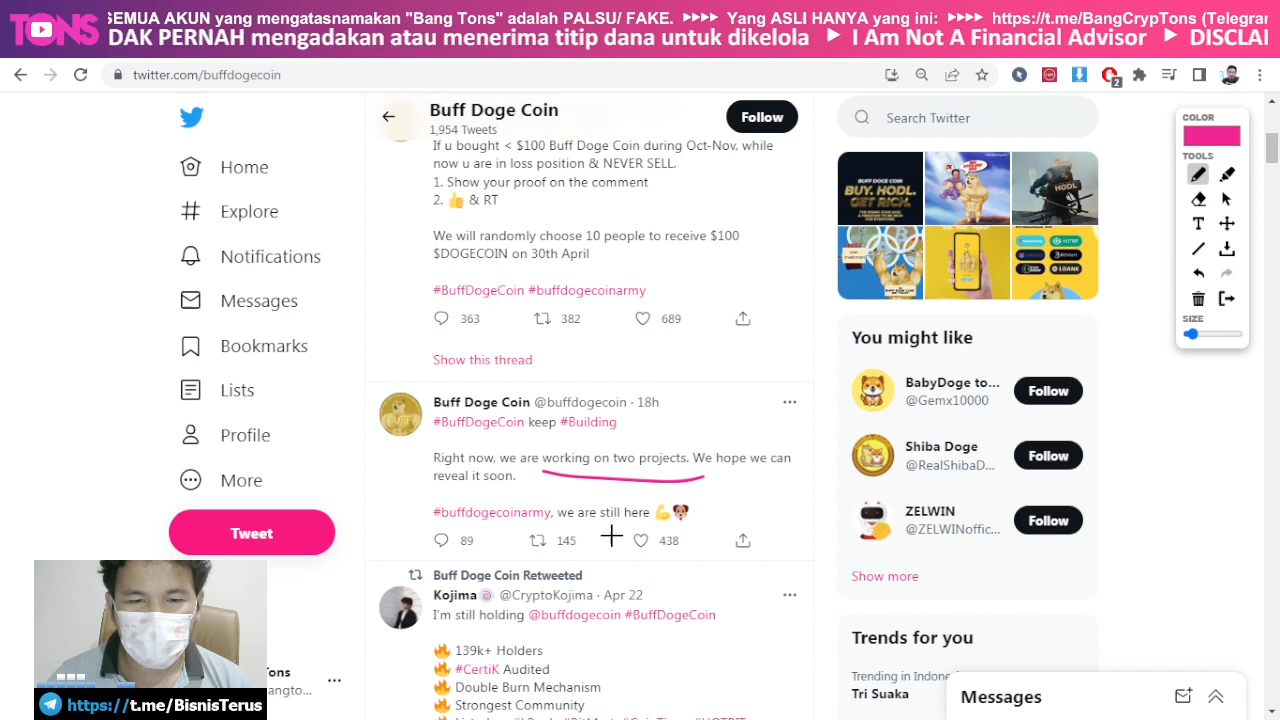 SEMUA AKUN yang mengatasnamakan "Bang Tons" adalah PALSU/ FAKE. Yang ASLI HANYA yang ini: https://t.me/BangCrypTons (Telegram
TONS
DAK PERNAH mengadakan atau menerima titip dana untuk dikelola I Am Not A Financial Advisor DISCLAI
twitter.com/buffdogecoin
2
Home
Explore
Notifications
Messages
Bookmarks
Lists
Profile
More
Tweet
Tons
angto...
https://t.me/BisnisTerus
Buff Doge Coin
1,954 Tweets
Follow
If u bought < $100 Buff Doge Coin during Oct-Nov, while
now u are in loss position & NEVER SELL.
1. Show your proof on the comment
2. 👍 & RT
We will randomly choose 10 people to receive $100
$DOGECOIN on 30th April
#BuffDogeCoin #buffdogecoinarmy
363 382 689
Show this thread
Buff Doge Coin @buffdogecoin · 18h
#BuffDogeCoin keep #Building
Right now, we are working on two projects. We hope we can
reveal it soon.
#buffdogecoinarmy, we are still here 💪🐶
89 145 438
Buff Doge Coin Retweeted
Kojima @CryptoKojima · Apr 22
I'm still holding @buffdogecoin #BuffDogeCoin
🔥 139k+ Holders
🔥 #CertiK Audited
🔥 Double Burn Mechanism
🔥 Strongest Community
Search Twitter
BUFF DOGE COIN
BUY. HODL.
GET RICH.
HODL
HOTBIT
LBANK
You might like
BabyDoge to...
@Gemx10000
Follow
Shiba Doge
@RealShibaD...
Follow
ZELWIN
@ZELWINoffic...
Follow
Show more
Trends for you
Trending in Indone
Tri Suaka
Messages
COLOR
TOOLS
T
SIZE